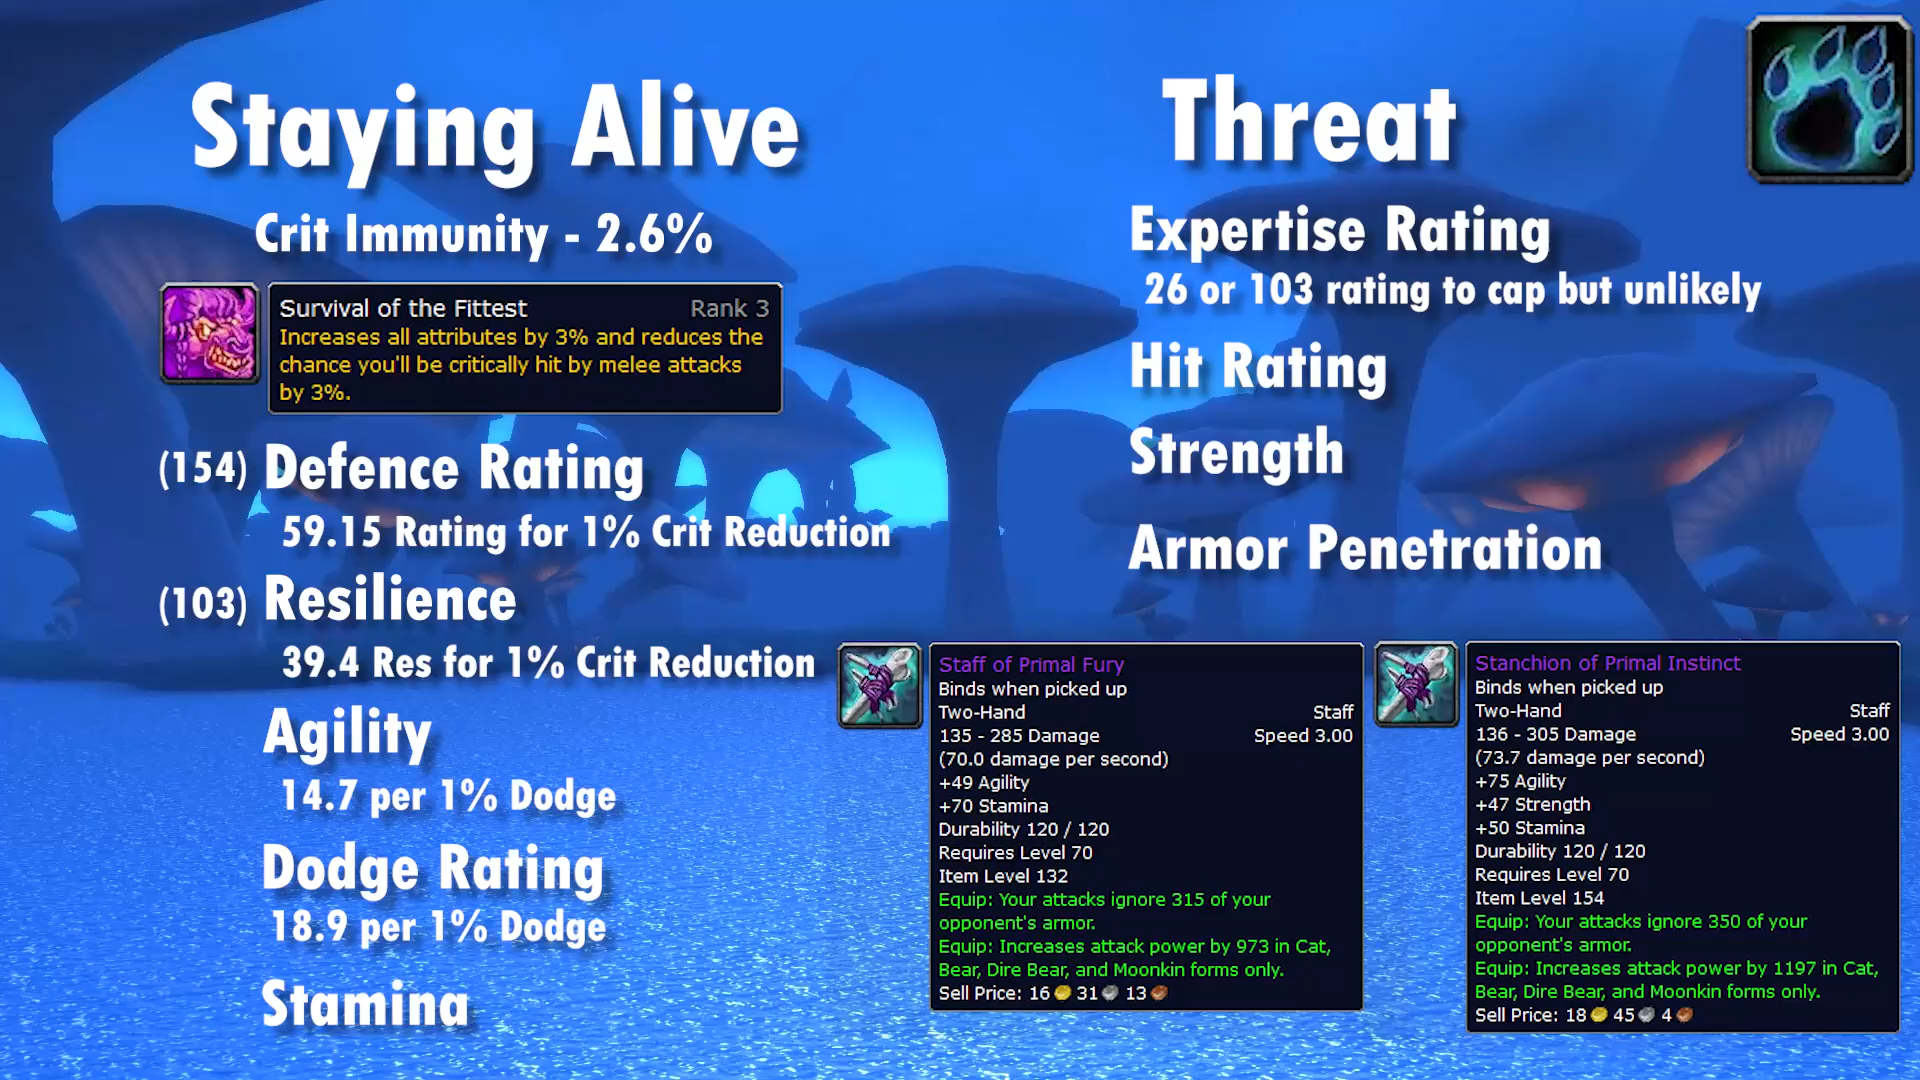 Staying Alive
Crit Immunity - 2.6%
Survival of the Fittest Rank 3
Increases all attributes by 3% and reduces the
chance you'll be critically hit by melee attacks
by 3%.
(154) Defence Rating
59.15 Rating for 1% Crit Reduction
(103) Resilience
39.4 Res for 1% Crit Reduction
Agility
14.7 per 1% Dodge
Dodge Rating
18.9 per 1% Dodge
Stamina
Threat
Expertise Rating
26 or 103 rating to cap but unlikely
Hit Rating
Strength
Armor Penetration
Staff of Primal Fury
Binds when picked up
Two-Hand Staff
135 - 285 Damage Speed 3.00
(70.0 damage per second)
+49 Agility
+70 Stamina
Durability 120 / 120
Requires Level 70
Item Level 132
Equip: Your attacks ignore 315 of your
opponent's armor.
Equip: Increases attack power by 973 in Cat,
Bear, Dire Bear, and Moonkin forms only.
Sell Price: 16 31 13
Stanchion of Primal Instinct
Binds when picked up
Two-Hand Staff
136 - 305 Damage Speed 3.00
(73.7 damage per second)
+75 Agility
+47 Strength
+50 Stamina
Durability 120 / 120
Requires Level 70
Item Level 154
Equip: Your attacks ignore 350 of your
opponent's armor.
Equip: Increases attack power by 1197 in Cat,
Bear, Dire Bear, and Moonkin forms only.
Sell Price: 18 45 4